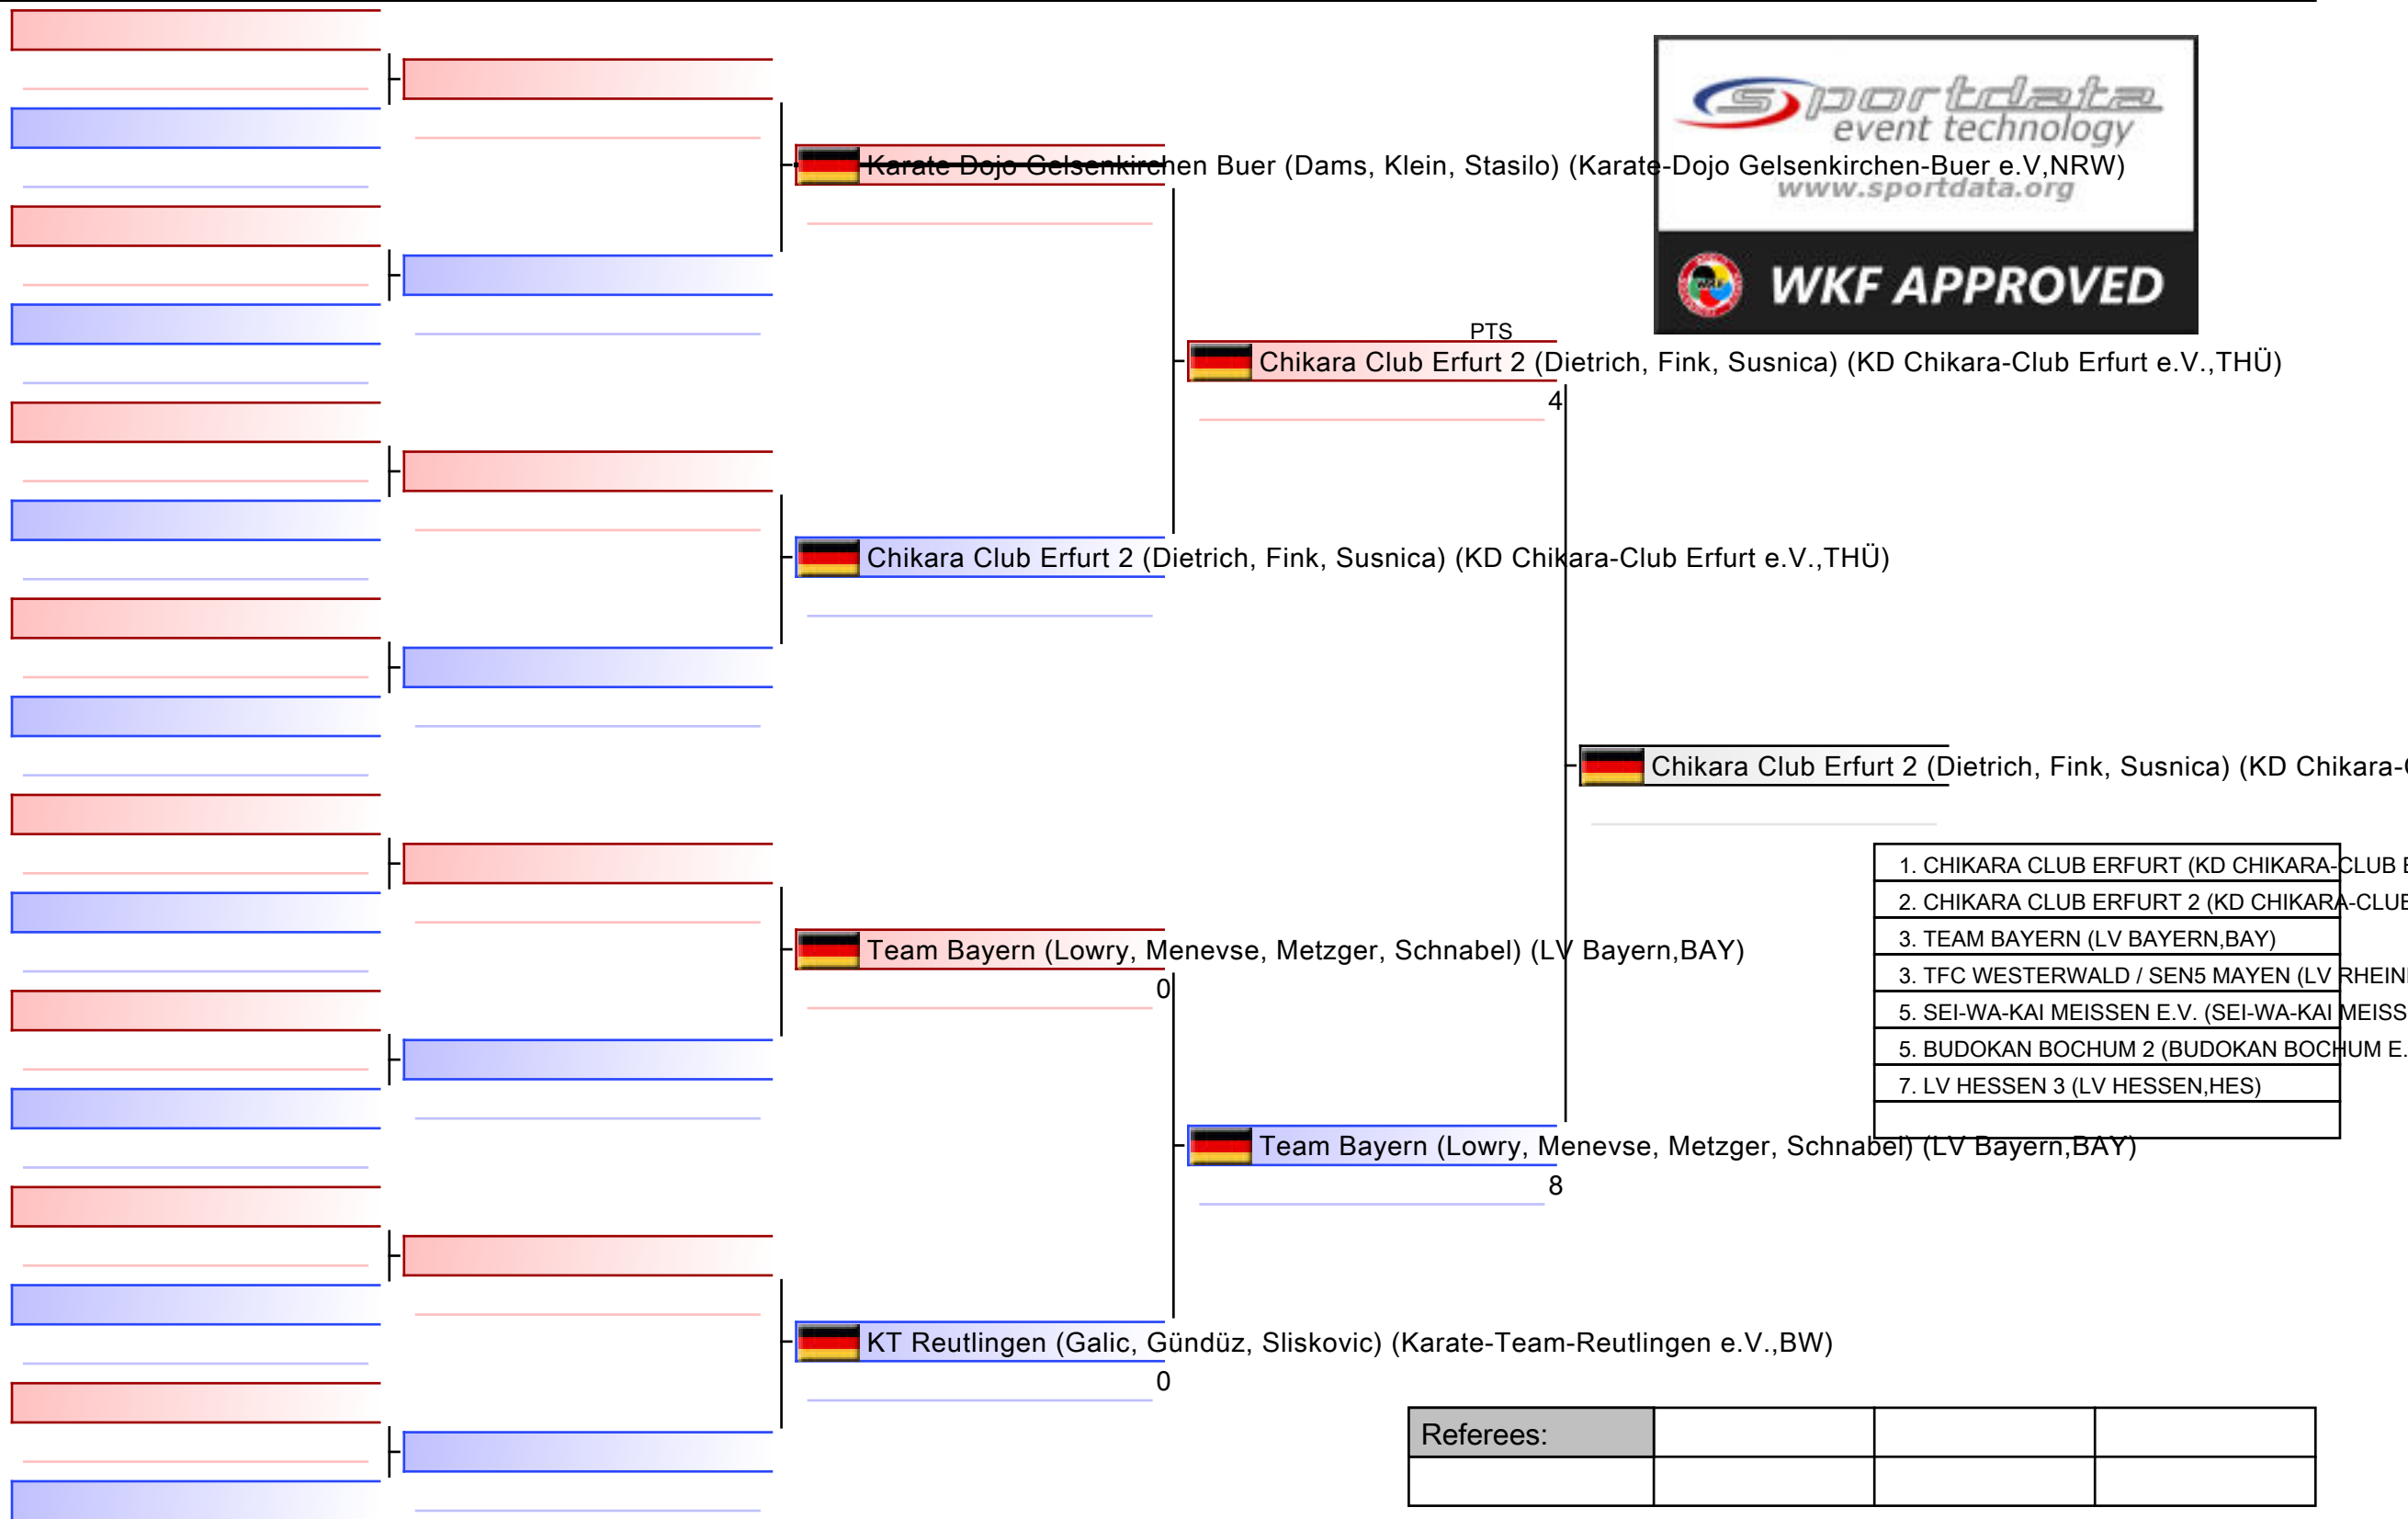 sportdata
event technology
Karate Dojo Gelsenkirchen Buer (Dams, Klein, Stasilo) (Karate-Dojo Gelsenkirchen-Buer e.V,NRW)
www.sportdata.org
WKF APPROVED
PTS
Chikara Club Erfurt 2 (Dietrich, Fink, Susnica) (KD Chikara-Club Erfurt e.V.,THÜ)
4
Chikara Club Erfurt 2 (Dietrich, Fink, Susnica) (KD Chikara-Club Erfurt e.V.,THÜ)
Chikara Club Erfurt 2 (Dietrich, Fink, Susnica) (KD Chikara-
1. CHIKARA CLUB ERFURT (KD CHIKARA-CLUB
2. CHIKARA CLUB ERFURT 2 (KD CHIKARA-CLUB
3. TEAM BAYERN (LV BAYERN,BAY)
3. TFC WESTERWALD / SEN5 MAYEN (LV RHEIN
5. SEI-WA-KAI MEISSEN E.V. (SEI-WA-KAI MEISS
5. BUDOKAN BOCHUM 2 (BUDOKAN BOCHUM E.
7. LV HESSEN 3 (LV HESSEN,HES)
Team Bayern (Lowry, Menevse, Metzger, Schnabel) (LV Bayern,BAY)
0
Team Bayern (Lowry, Menevse, Metzger, Schnabel) (LV Bayern,BAY)
8
KT Reutlingen (Galic, Gündüz, Sliskovic) (Karate-Team-Reutlingen e.V.,BW)
0
Referees: